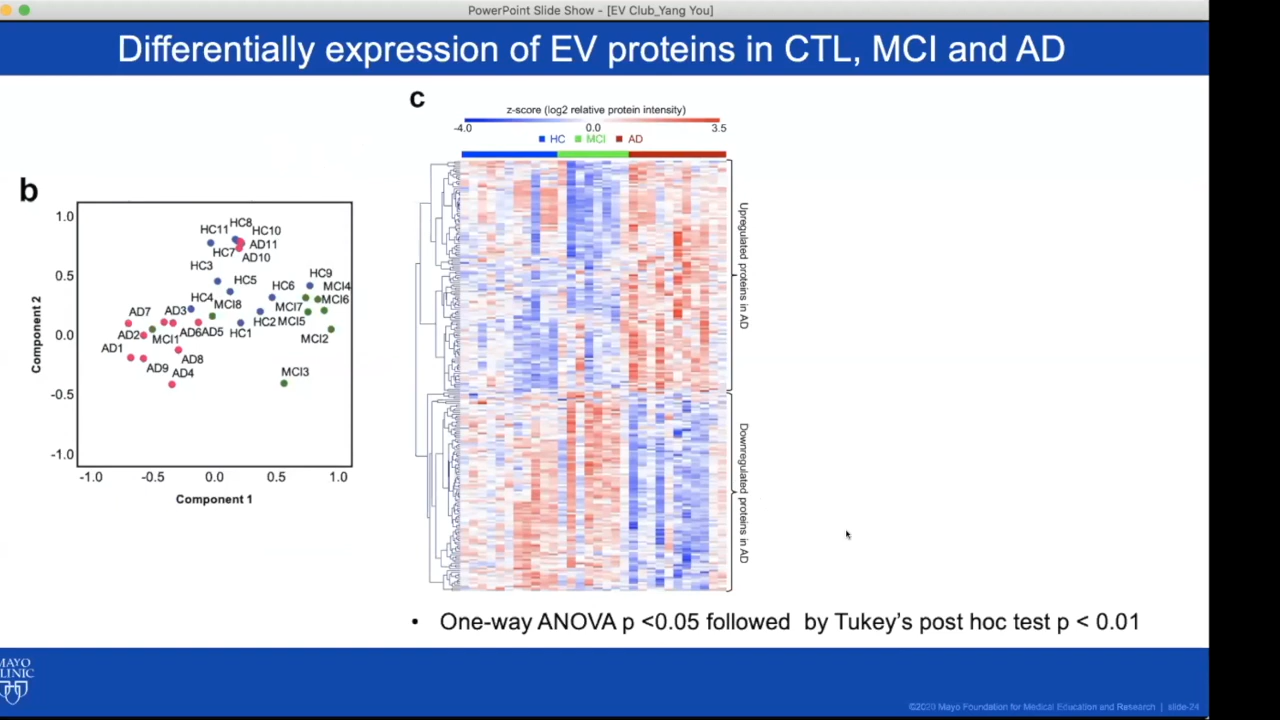 PowerPoint Slide Show - [EV Club_Yang You]
Differentially expression of EV proteins in CTL, MCI and AD
b
1.0
0.5
0.0
-0.5
-1.0
Component 2
HC8
HC11
HC10
AD11
HC7
AD10
HC3
HC9
HC5
HC6
MCI4
HC4
MCI8
MCI6
AD7
AD3
MCI7
HC2
MCI5
AD2
MCI1
AD6
AD5
HC1
MCI2
AD1
AD8
AD9
AD4
MCI3
-1.0 -0.5 0.0 0.5 1.0
Component 1
c
z-score (log2 relative protein intensity)
-4.0 0.0 3.5
HC MCI AD
Upregulated proteins in AD
Downregulated proteins in AD
• One-way ANOVA p <0.05 followed by Tukey's post hoc test p < 0.01
MAYO
CLINIC
©2020 Mayo Foundation for Medical Education and Research | slide-24